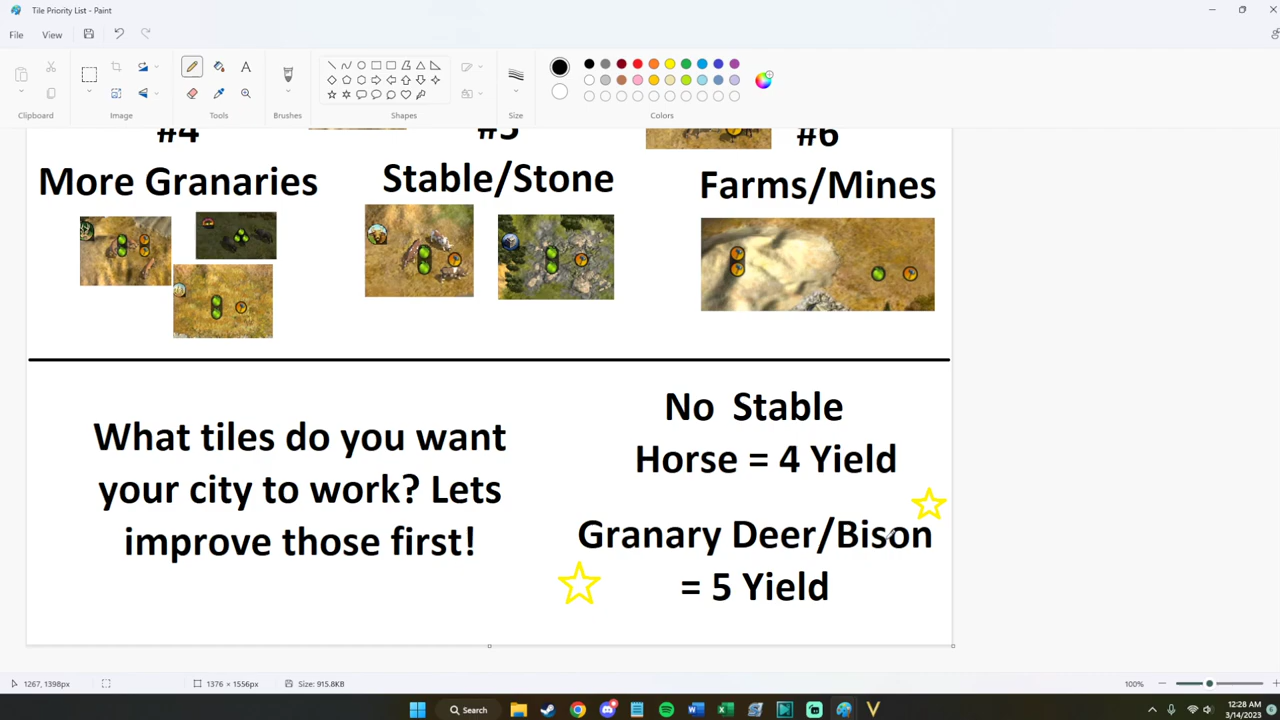 Tile Priority List - Paint
File
View
Clipboard
Image
Tools
Brushes
Shapes
Size
Colors
#4
#5
#6
More Granaries
Stable/Stone
Farms/Mines
What tiles do you want
your city to work? Lets
improve those first!
No Stable
Horse = 4 Yield
Granary Deer/Bison
= 5 Yield
1267, 1398px
1376 × 1556px
Size: 915.8KB
100%
Search
12:28 AM
3/14/2023